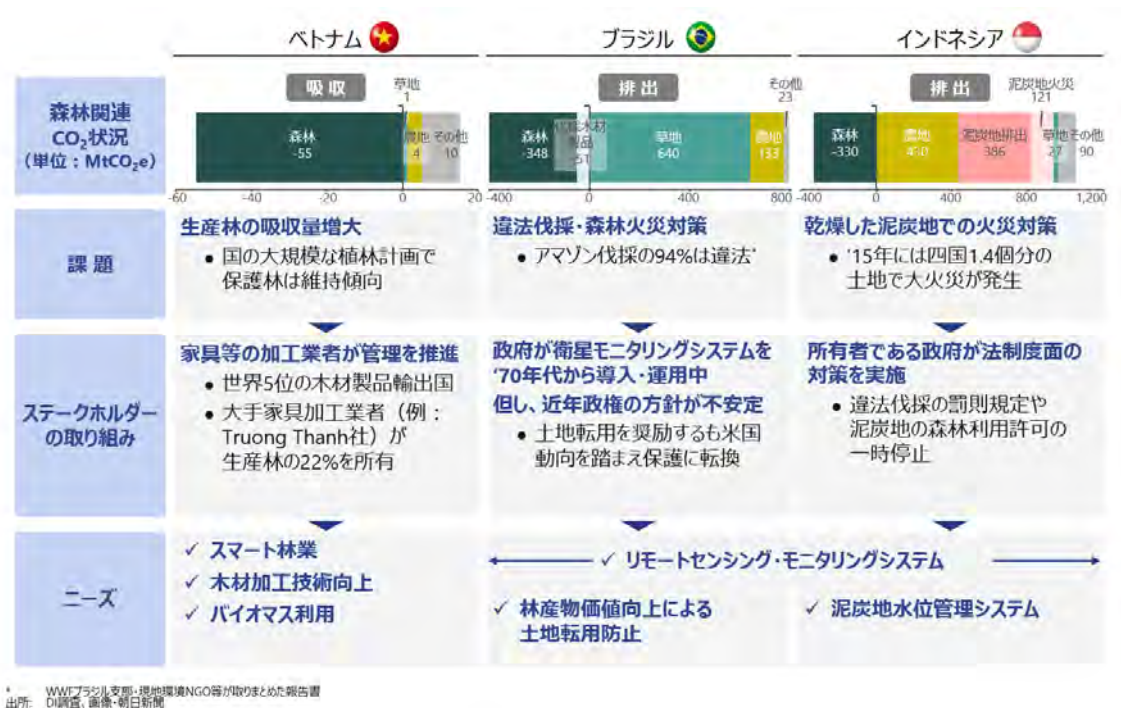 ベトナム
ブラジル
インドネシア
森林関連
CO₂状況
（単位：MtCO₂e）
吸収
草地
1
森林
-55
農地
4
その他
10
-60
-40
-20
0
20
排出
その他
23
森林
-348
草地
640
農地
133
-400
0
400
800
排出
泥炭地火災
121
森林
-330
農地
泥炭地排出
386
草地
27
その他
90
-400
0
400
800
1,200
課題
生産林の吸収量増大
• 国の大規模な植林計画で
保護林は維持傾向
違法伐採・森林火災対策
• アマゾン伐採の94%は違法*
乾燥した泥炭地での火災対策
• '15年には四国1.4個分の
土地で大火災が発生
ステークホルダー
の取り組み
家具等の加工業者が管理を推進
• 世界5位の木材製品輸出国
• 大手家具加工業者（例：
Truong Thanh社）が
生産林の22%を所有
政府が衛星モニタリングシステムを
'70年代から導入・運用中
但し、近年政権の方針が不安定
• 土地転用を奨励するも米国
動向を踏まえ保護に転換
所有者である政府が法制度面の
対策を実施
• 違法伐採の罰則規定や
泥炭地の森林利用許可の
一時停止
ニーズ
✓ スマート林業
✓ 木材加工技術向上
✓ バイオマス利用
✓ リモートセンシング・モニタリングシステム
✓ 林産物価値向上による
土地転用防止
✓ 泥炭地水位管理システム
* WWFブラジル支部・現地環境NGO等が取りまとめた報告書
出所: DI調査、画像・朝日新聞